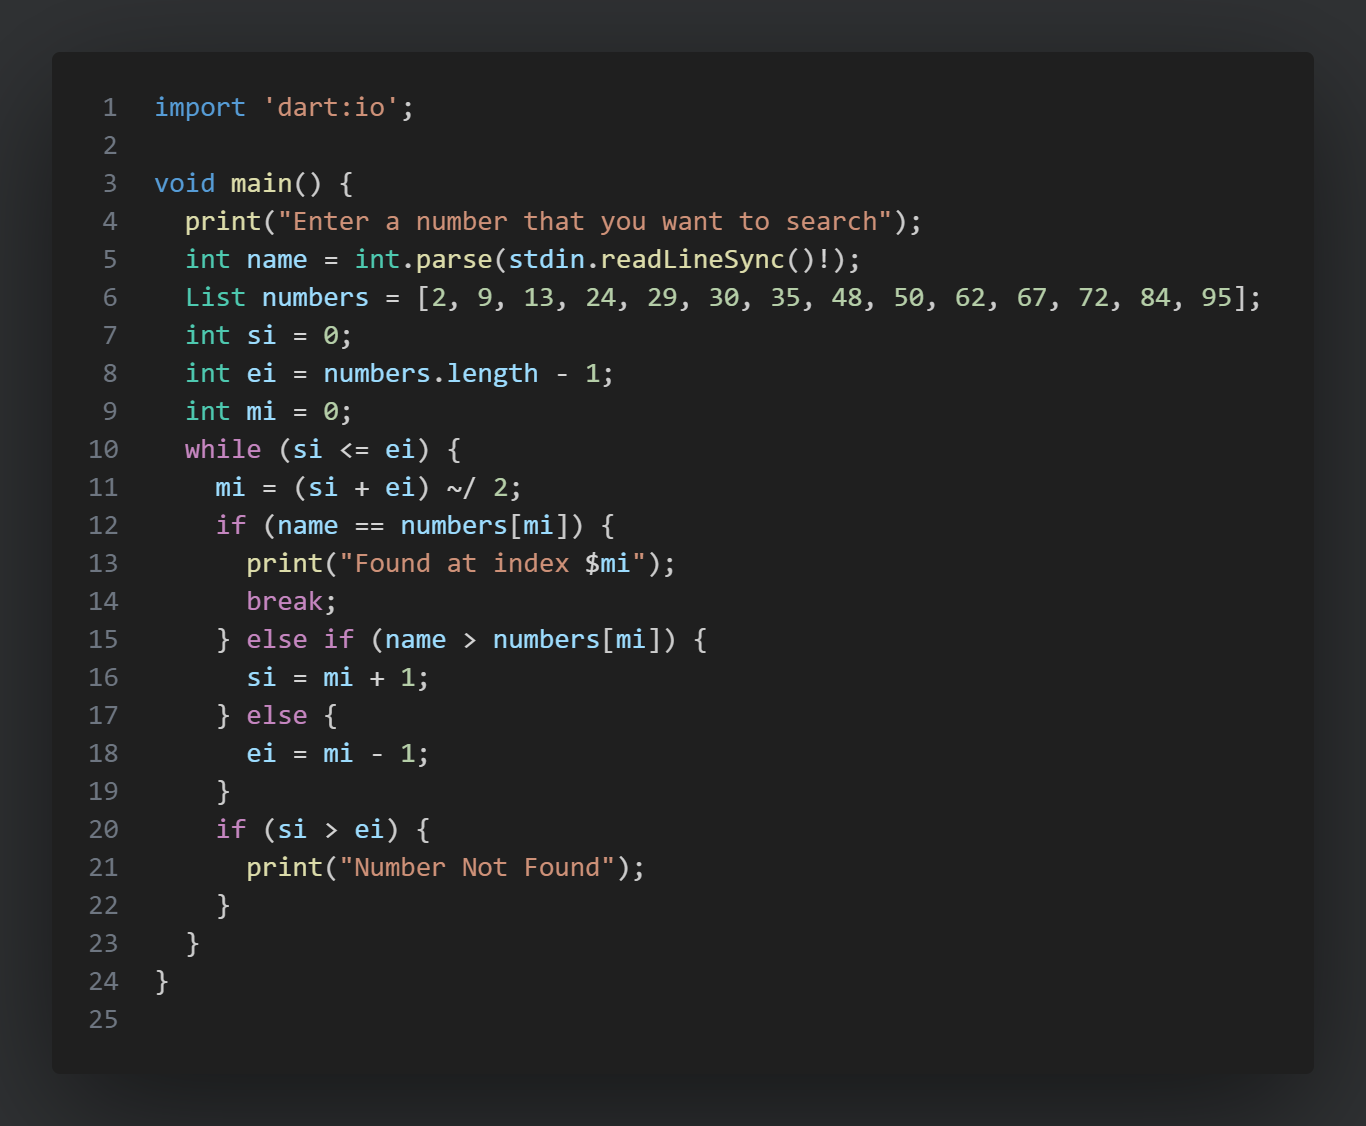 1 import 'dart:io';
2
3 void main() {
4   print("Enter a number that you want to search");
5   int name = int.parse(stdin.readLineSync()!);
6   List numbers = [2, 9, 13, 24, 29, 30, 35, 48, 50, 62, 67, 72, 84, 95];
7   int si = 0;
8   int ei = numbers.length - 1;
9   int mi = 0;
10   while (si <= ei) {
11     mi = (si + ei) ~/ 2;
12     if (name == numbers[mi]) {
13       print("Found at index $mi");
14       break;
15     } else if (name > numbers[mi]) {
16       si = mi + 1;
17     } else {
18       ei = mi - 1;
19     }
20     if (si > ei) {
21       print("Number Not Found");
22     }
23   }
24 }
25